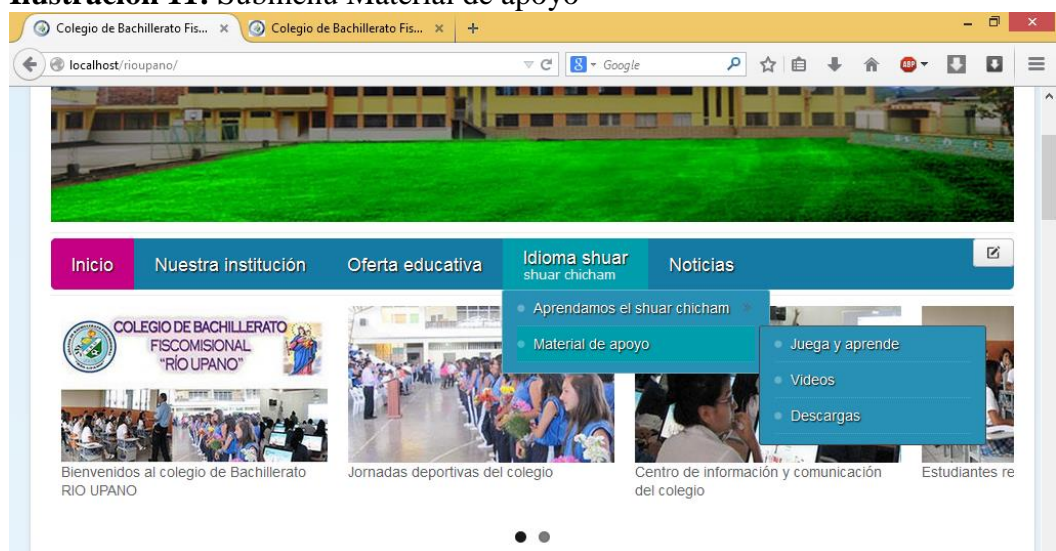 Ilustración 11: Submenú Material de apoyo
Colegio de Bachillerato Fis... ×
Colegio de Bachillerato Fis... × +
localhost/rioupano/
Google
ABP
Inicio
Nuestra institución
Oferta educativa
Idioma shuar
shuar chicham
Noticias
Aprendamos el shuar chicham >
Material de apoyo
Juega y aprende
Videos
Descargas
COLEGIO DE BACHILLERATO
FISCOMISIONAL
"RÍO UPANO"
Bienvenidos al colegio de Bachillerato
RIO UPANO
Jornadas deportivas del colegio
Centro de información y comunicación
del colegio
Estudiantes re